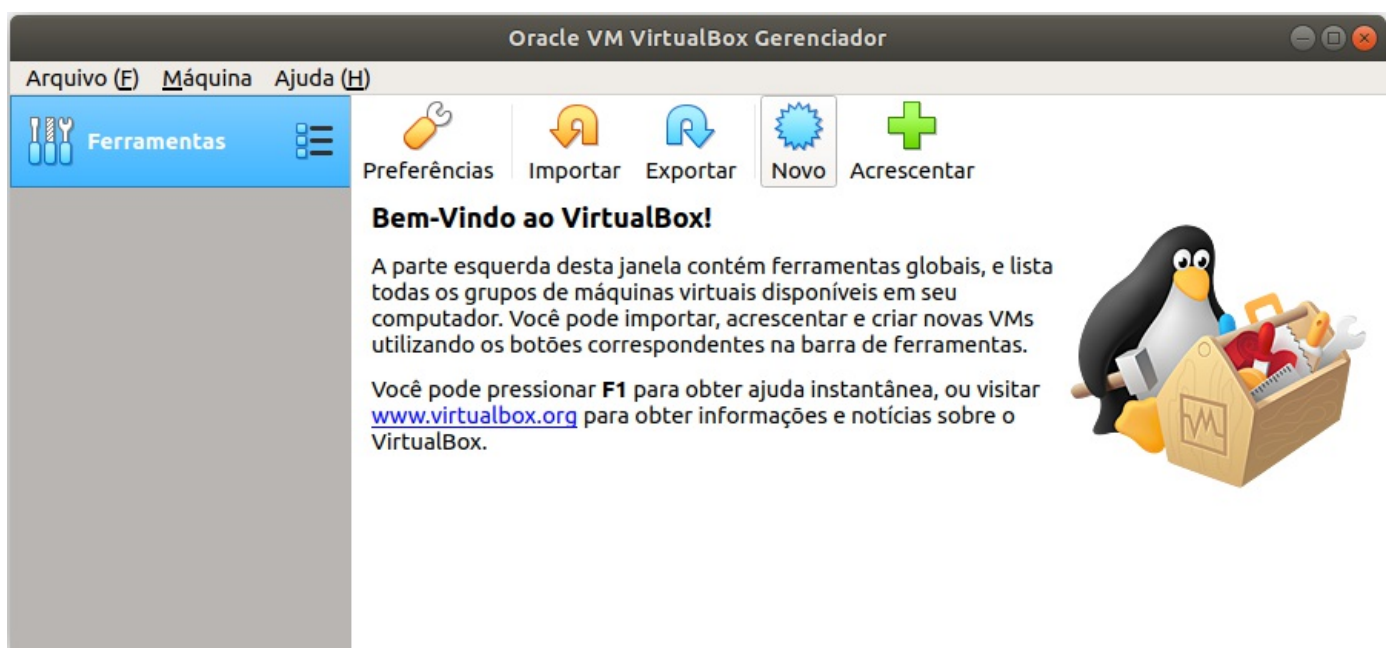 Oracle VM VirtualBox Gerenciador
Arquivo (F) Máquina Ajuda (H)
Ferramentas
Preferências Importar Exportar Novo Acrescentar
Bem-Vindo ao VirtualBox!
A parte esquerda desta janela contém ferramentas globais, e lista
todas os grupos de máquinas virtuais disponíveis em seu
computador. Você pode importar, acrescentar e criar novas VMs
utilizando os botões correspondentes na barra de ferramentas.
Você pode pressionar F1 para obter ajuda instantânea, ou visitar
www.virtualbox.org para obter informações e notícias sobre o
VirtualBox.